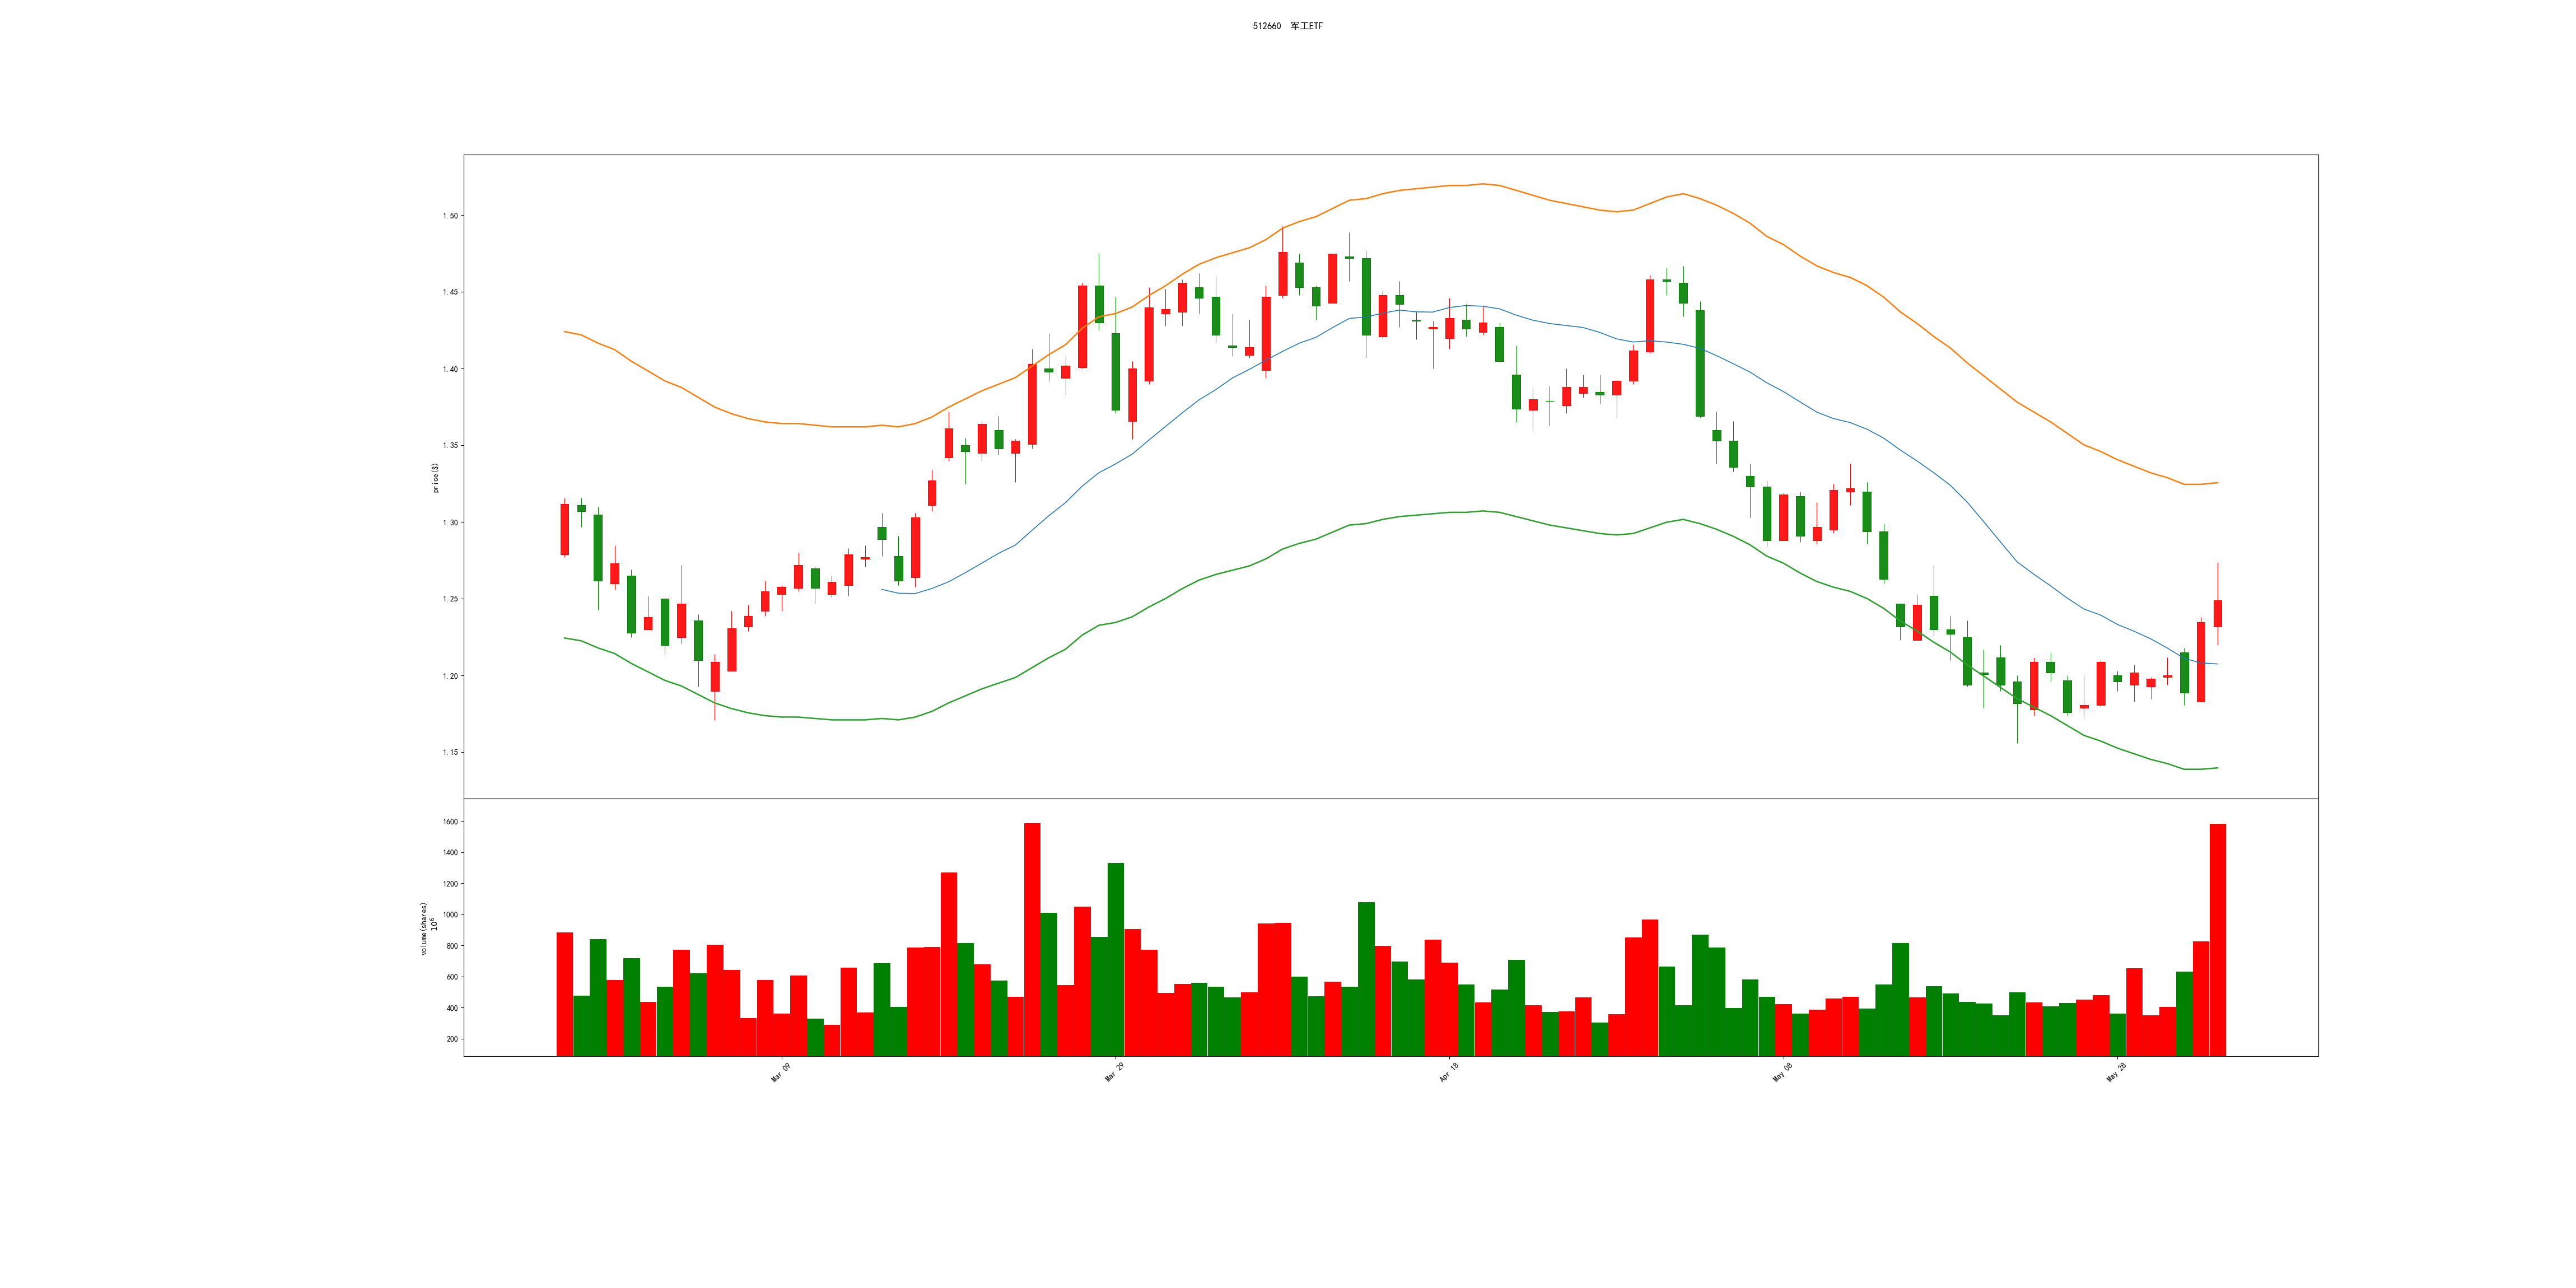 512660 军工ETF
price($)
1.50
1.45
1.40
1.35
1.30
1.25
1.20
1.15
volume(shares)
10^6
1600
1400
1200
1000
800
600
400
200
Mar 09
Mar 29
Apr 18
May 08
May 28